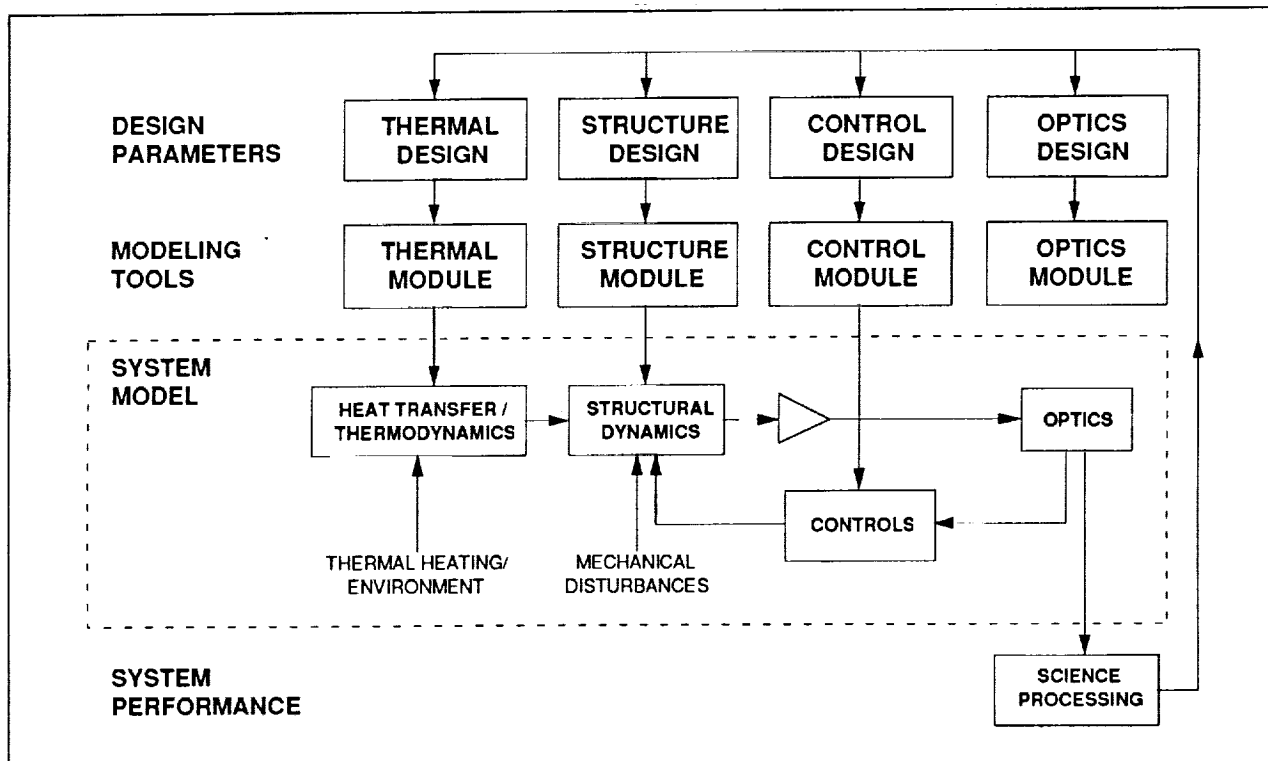 DESIGN
PARAMETERS
THERMAL
DESIGN
STRUCTURE
DESIGN
CONTROL
DESIGN
OPTICS
DESIGN
MODELING
TOOLS
THERMAL
MODULE
STRUCTURE
MODULE
CONTROL
MODULE
OPTICS
MODULE
SYSTEM
MODEL
HEAT TRANSFER /
THERMODYNAMICS
STRUCTURAL
DYNAMICS
OPTICS
CONTROLS
THERMAL HEATING/
ENVIRONMENT
MECHANICAL
DISTURBANCES
SYSTEM
PERFORMANCE
SCIENCE
PROCESSING